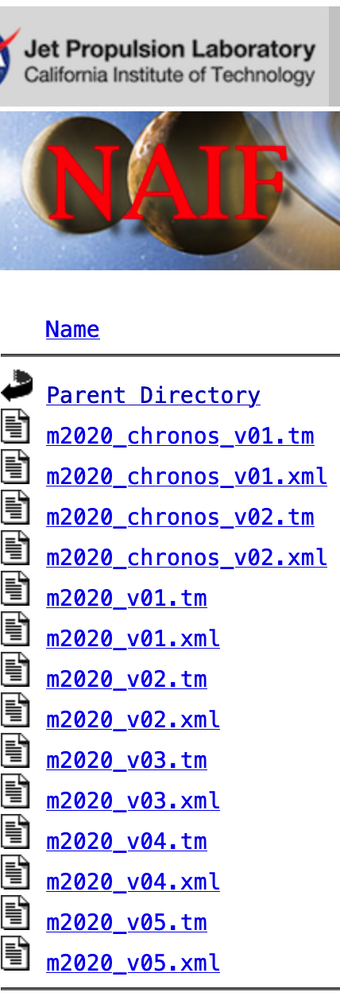 Jet Propulsion Laboratory
California Institute of Technology
NAIF
Name
Parent Directory
m2020_chronos_v01.tm
m2020_chronos_v01.xml
m2020_chronos_v02.tm
m2020_chronos_v02.xml
m2020_v01.tm
m2020_v01.xml
m2020_v02.tm
m2020_v02.xml
m2020_v03.tm
m2020_v03.xml
m2020_v04.tm
m2020_v04.xml
m2020_v05.tm
m2020_v05.xml